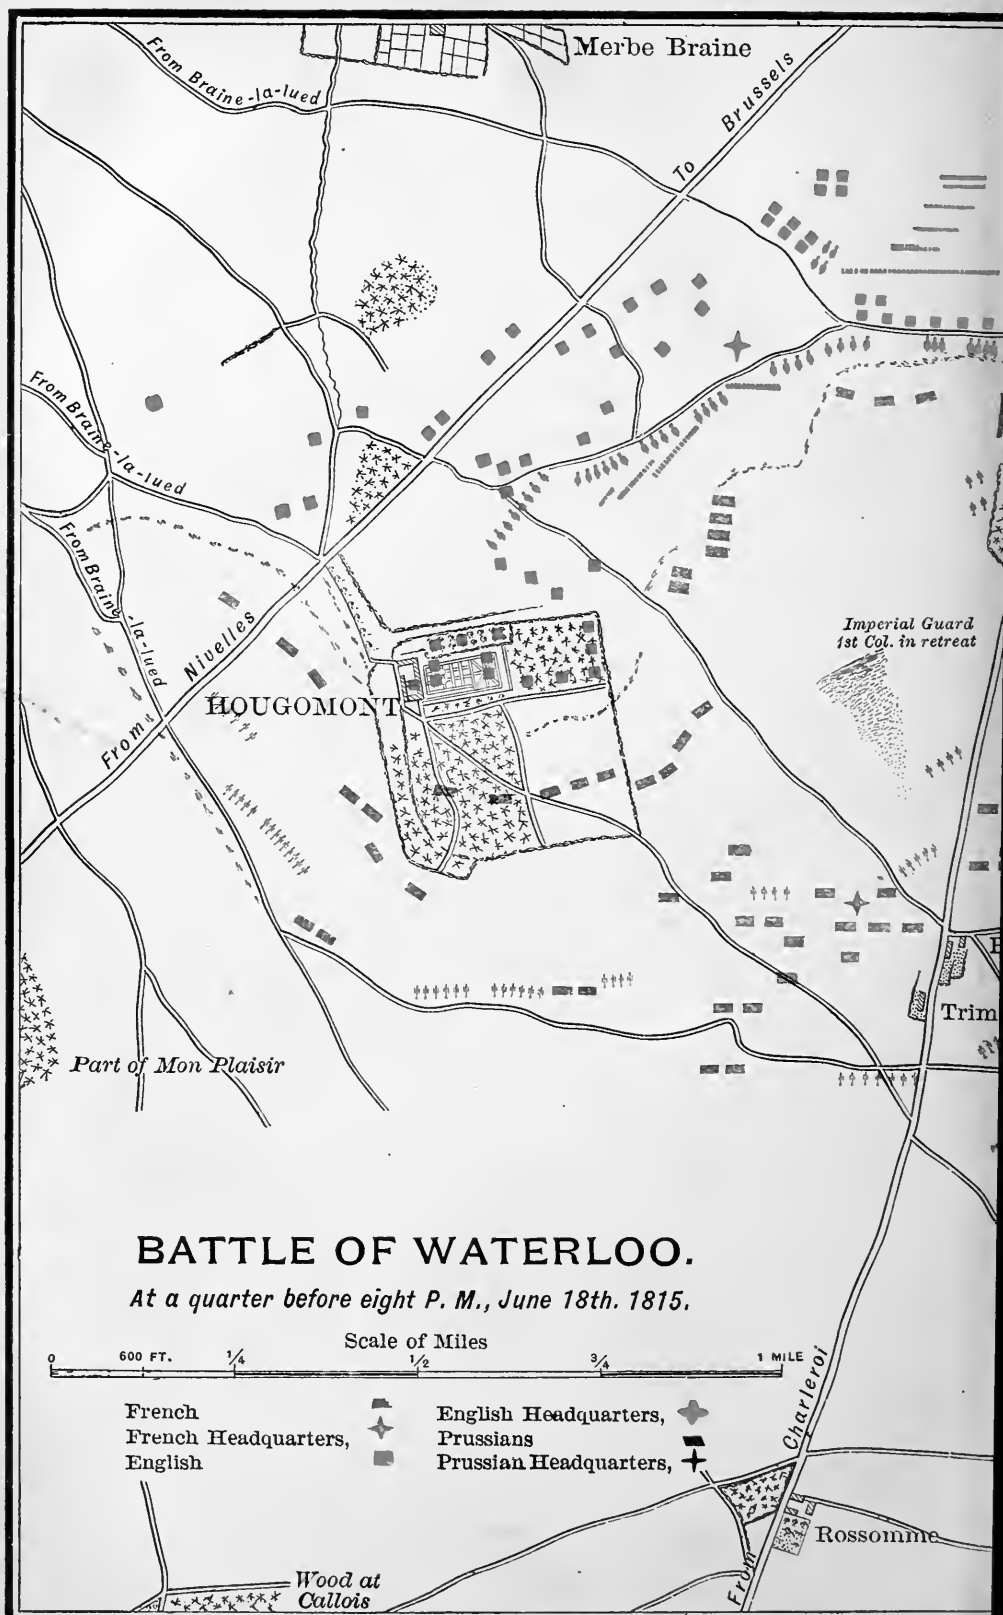 Merbe Braine
From Braine-la-lued
To Brussels
From Braine-la-lued
From Braine-la-lued
Imperial Guard
1st Col. in retreat
HOUGOMONT
From Nivelles
Trim
Part of Mon Plaisir
BATTLE OF WATERLOO.
At a quarter before eight P. M., June 18th. 1815.
Scale of Miles
0 600 FT. 1/4 1/2 3/4 1 MILE
French
French Headquarters,
English
English Headquarters,
Prussians
Prussian Headquarters,
From Charleroi
Rossomme
Wood at
Callois